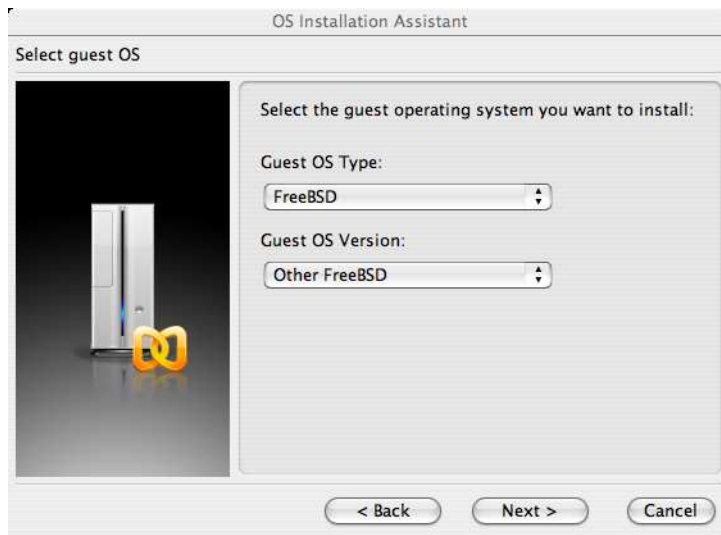 OS Installation Assistant
Select guest OS
Select the guest operating system you want to install:
Guest OS Type:
FreeBSD
Guest OS Version:
Other FreeBSD
< Back
Next >
Cancel